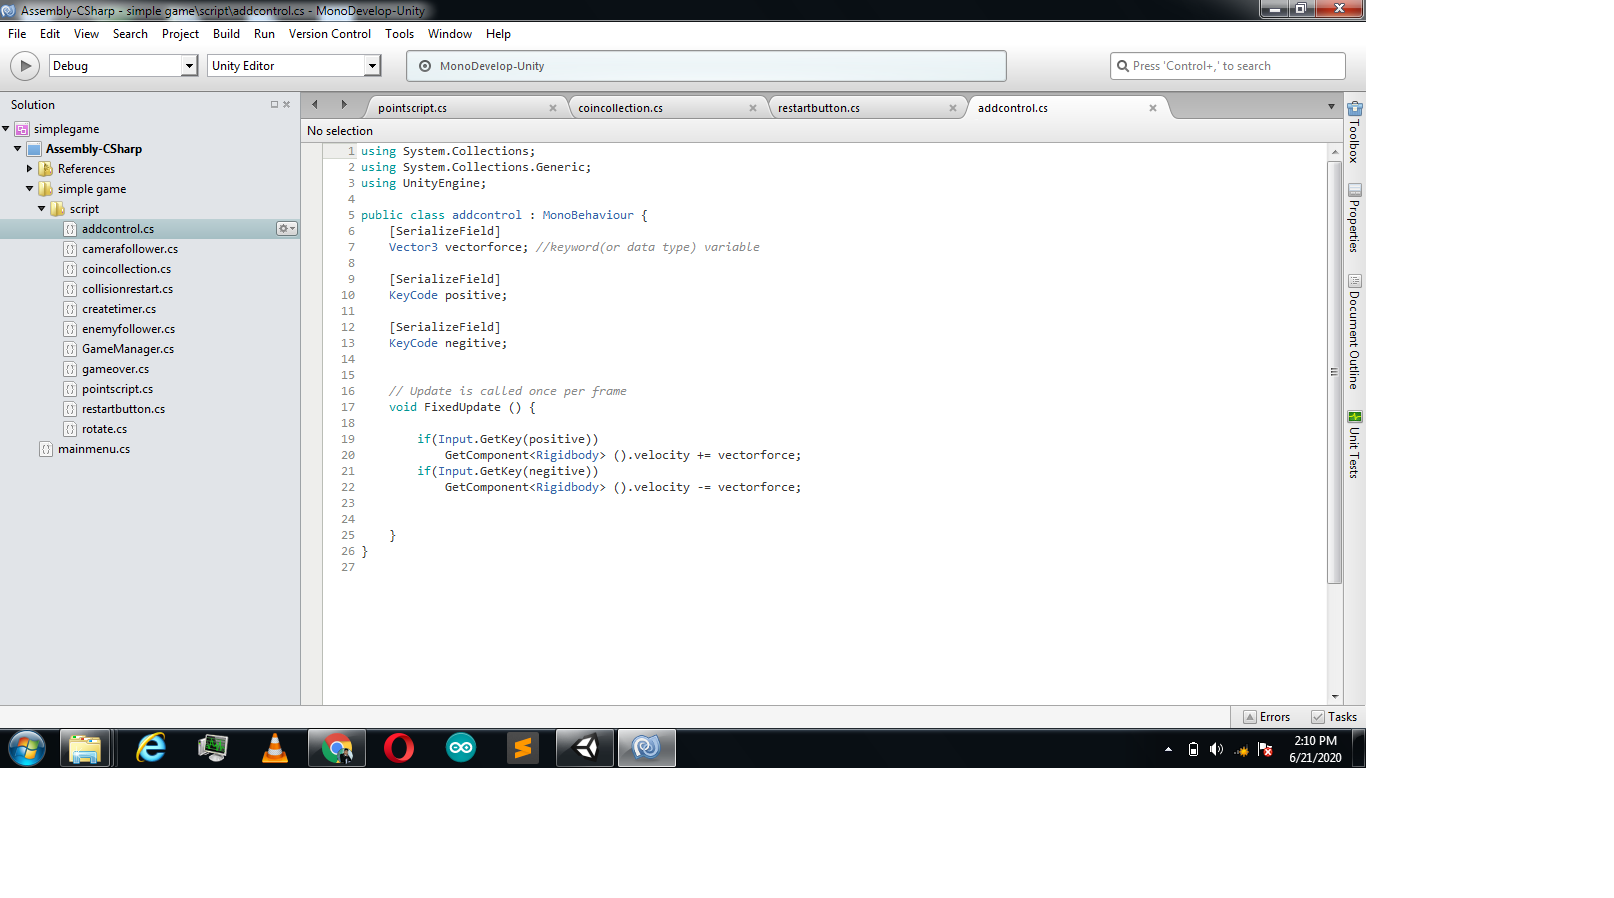 Assembly-CSharp - simple game\script\addcontrol.cs - MonoDevelop-Unity
File Edit View Search Project Build Run Version Control Tools Window Help
Debug Unity Editor MonoDevelop-Unity Press 'Control+,' to search
Solution
simplegame
Assembly-CSharp
References
simple game
script
addcontrol.cs
camerafollower.cs
coincollection.cs
collisionrestart.cs
createtimer.cs
enemyfollower.cs
GameManager.cs
gameover.cs
pointscript.cs
restartbutton.cs
rotate.cs
mainmenu.cs
pointscript.cs coincollection.cs restartbutton.cs addcontrol.cs
No selection
1 using System.Collections;
2 using System.Collections.Generic;
3 using UnityEngine;
4
5 public class addcontrol : MonoBehaviour {
6 [SerializeField]
7 Vector3 vectorforce; //keyword(or data type) variable
8
9 [SerializeField]
10 KeyCode positive;
11
12 [SerializeField]
13 KeyCode negitive;
14
15
16 // Update is called once per frame
17 void FixedUpdate () {
18
19 if(Input.GetKey(positive))
20 GetComponent<Rigidbody> ().velocity += vectorforce;
21 if(Input.GetKey(negitive))
22 GetComponent<Rigidbody> ().velocity -= vectorforce;
23
24
25 }
26 }
27
Toolbox
Properties
Document Outline
Unit Tests
Errors Tasks
2:10 PM
6/21/2020